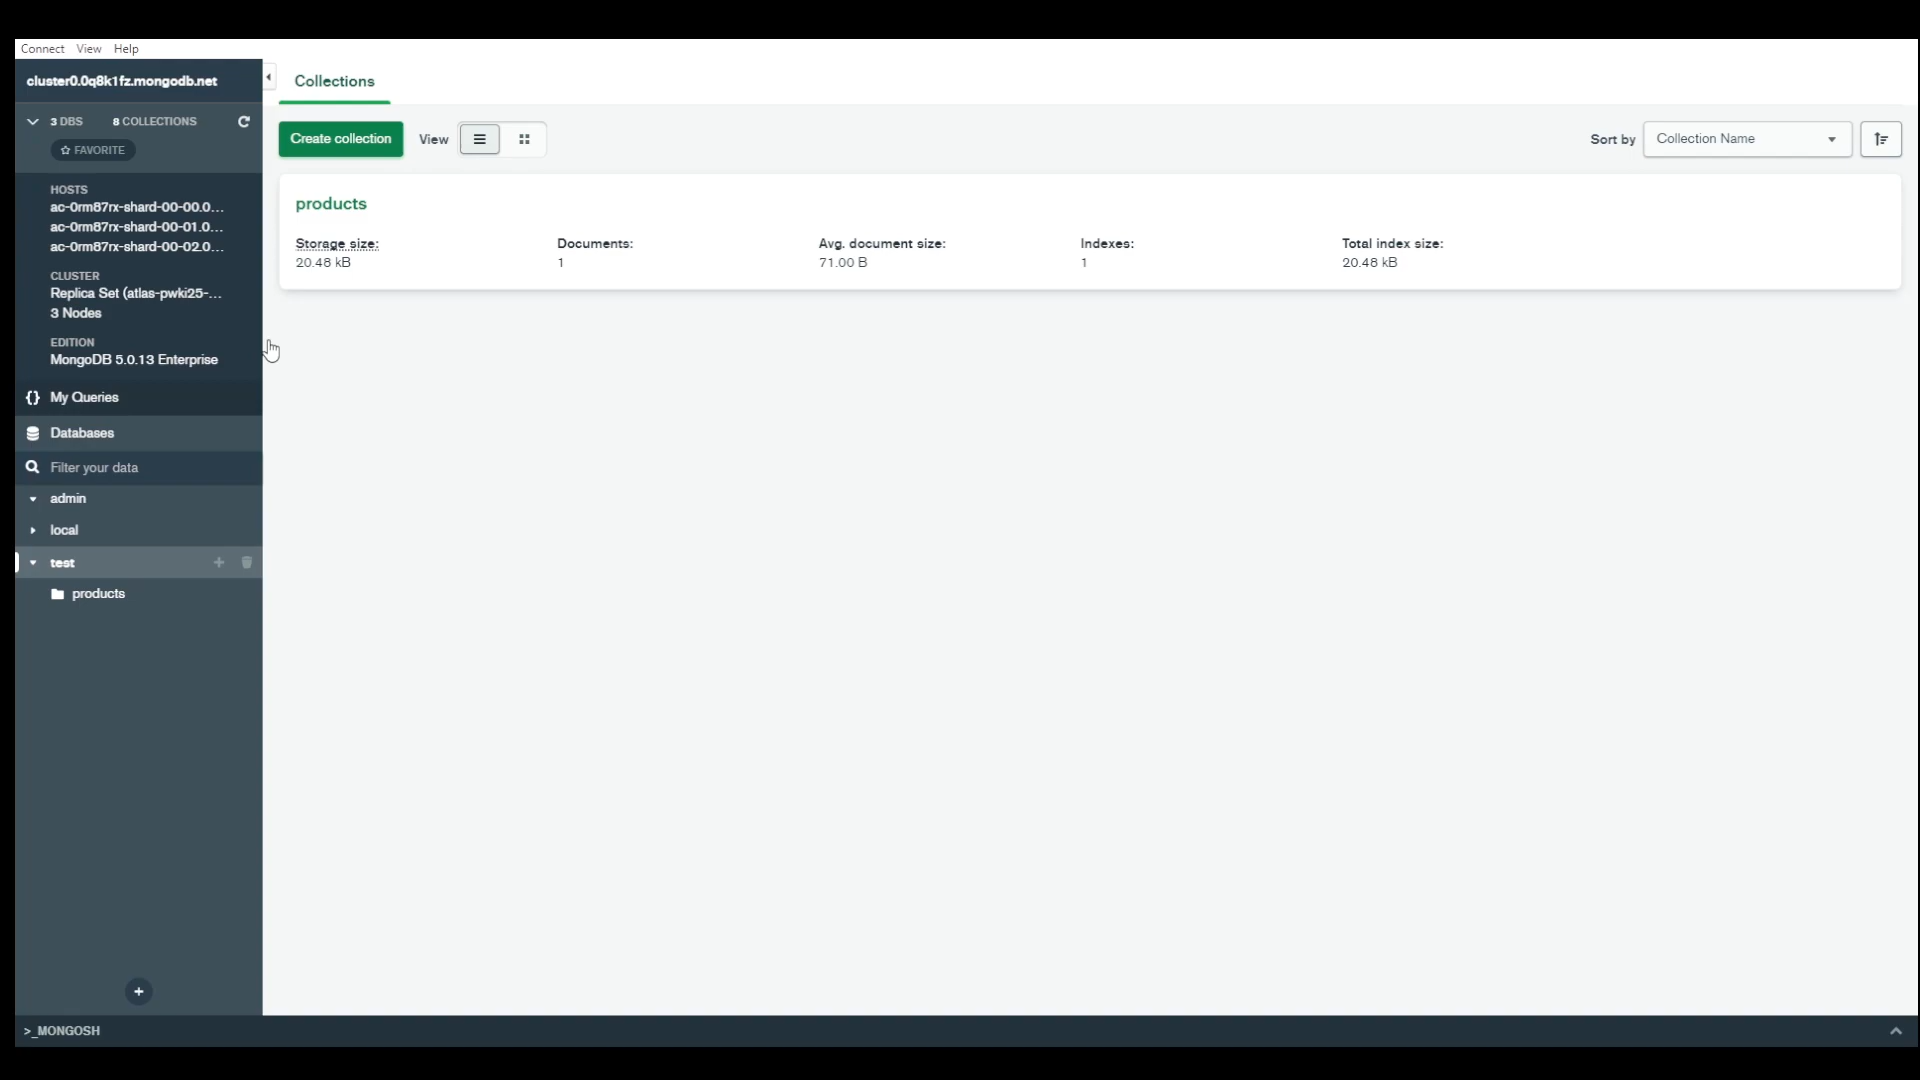 Connect View Help
cluster0.0q8k1fz.mongodb.net
3 DBS 8 COLLECTIONS
FAVORITE
HOSTS
ac-0rm87rx-shard-00-00.0...
ac-0rm87rx-shard-00-01.0...
ac-0rm87rx-shard-00-02.0...
CLUSTER
Replica Set (atlas-pwki25-...
3 Nodes
EDITION
MongoDB 5.0.13 Enterprise
{} My Queries
Databases
Filter your data
admin
local
test
products
>_MONGOSH
Collections
Create collection View
Sort by Collection Name
products
Storage size: Documents: Avg. document size: Indexes: Total index size:
20.48 kB 1 71.00 B 1 20.48 kB